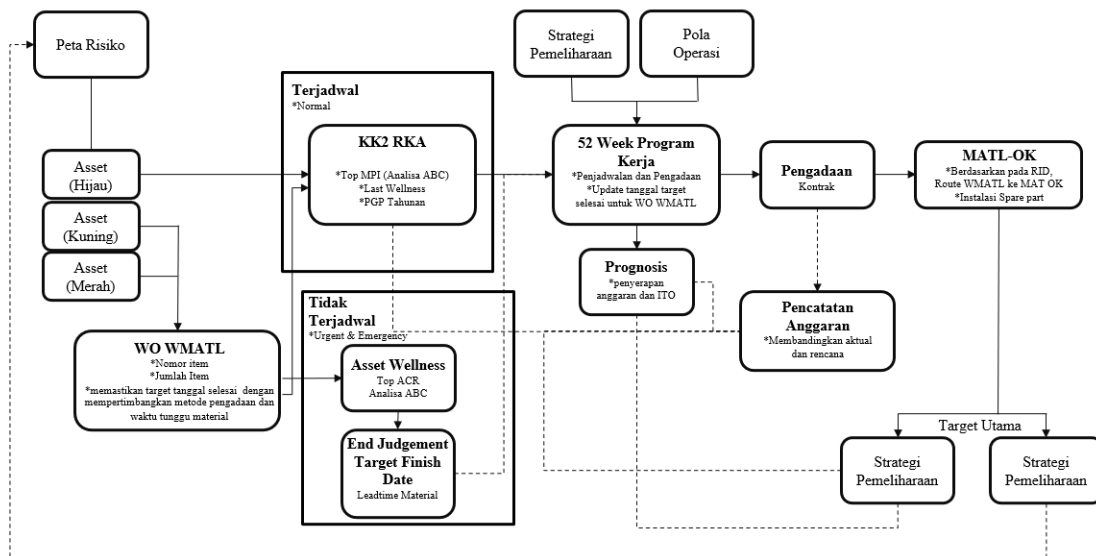 Peta Risiko
Strategi
Pemeliharaan
Pola
Operasi
Terjadwal
*Normal
KK2 RKA
*Top MPI (Analisa ABC)
*Last Wellness
*PGP Tahunan
52 Week Program
Kerja
*Penjadwalan dan Pengadaan
*Update tanggal target
selesai untuk WO WMATL
Pengadaan
Kontrak
MATL-OK
*Berdasarkan pada RID,
Route WMATL ke MAT OK
*Instalasi Spare part
Asset
(Hijau)
Asset
(Kuning)
Asset
(Merah)
Prognosis
*penyerapan
anggaran dan ITO
Pencatatan
Anggaran
*Membandingkan aktual
dan rencana
WO WMATL
*Nomor item
*Jumlah Item
*memastikan target tanggal selesai dengan
mempertimbangkan metode pengadaan dan
waktu tunggu material
Tidak
Terjadwal
*Urgent & Emergency
Asset Wellness
Top ACR
Analisa ABC
End Judgement
Target Finish
Date
Leadtime Material
Target Utama
Strategi
Pemeliharaan
Strategi
Pemeliharaan